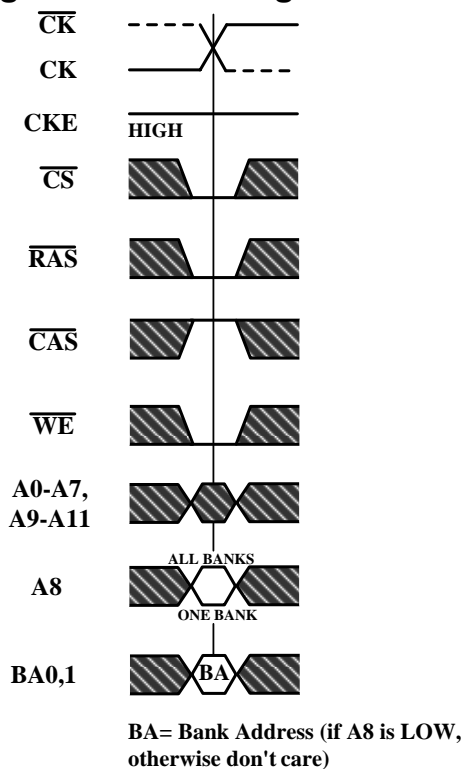 CK
CK
CKE
HIGH
CS
RAS
CAS
WE
A0-A7,
A9-A11
ALL BANKS
A8
ONE BANK
BA0,1
BA
BA= Bank Address (if A8 is LOW,
otherwise don't care)